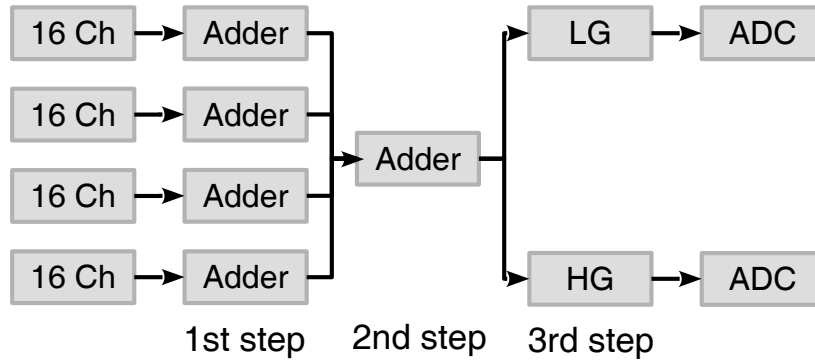 16 Ch Adder LG ADC
16 Ch Adder
Adder
16 Ch Adder
16 Ch Adder HG ADC
1st step 2nd step 3rd step